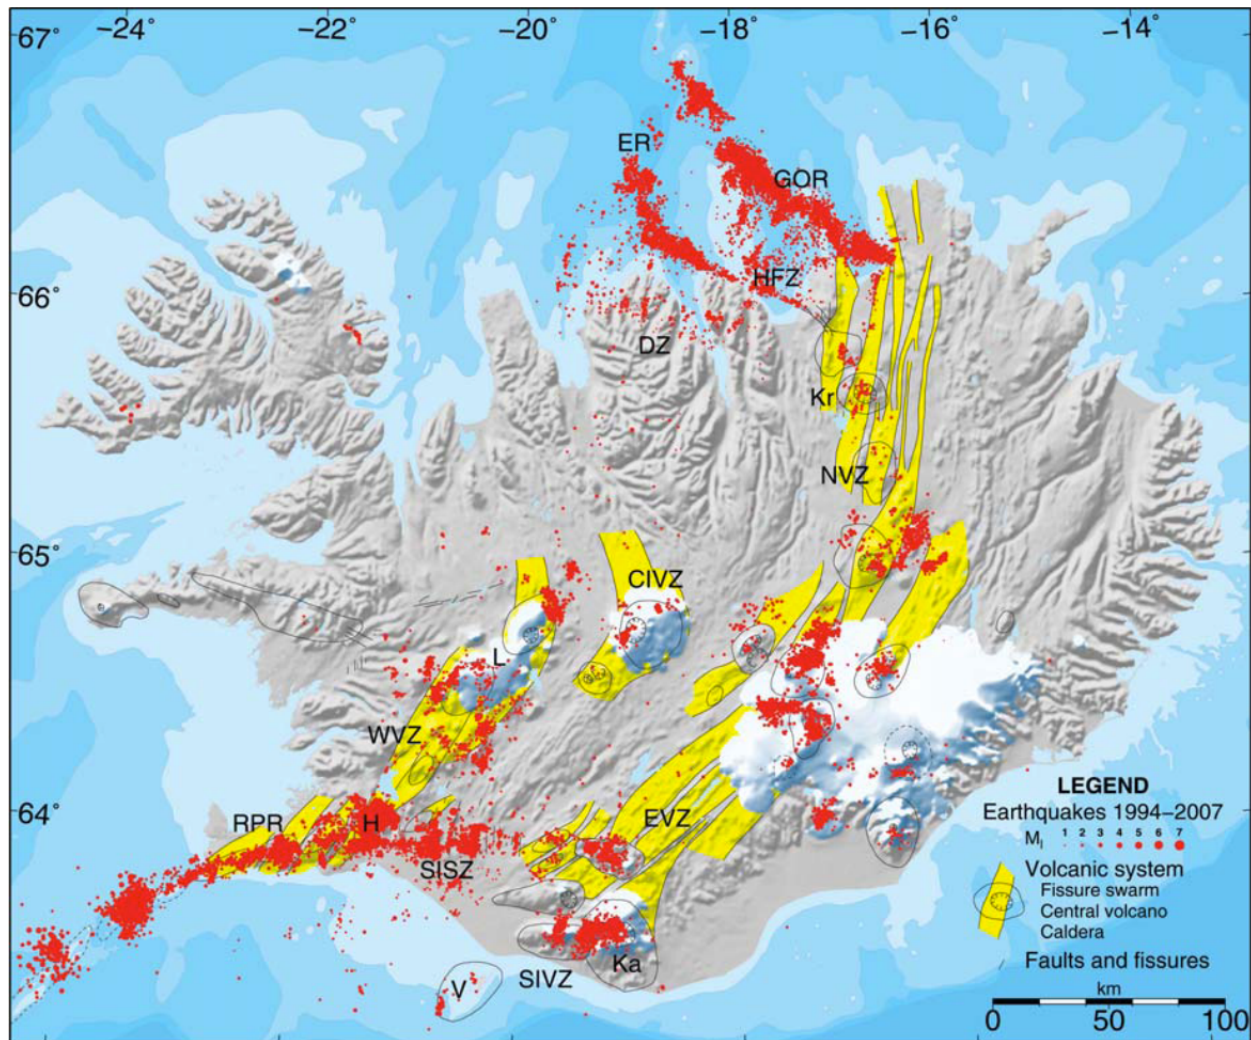 -24 -22 -20 -18 -16 -14
67°
ER
GOR
HFZ
66°
DZ
Kr
NVZ
65°
CIVZ
L
WVZ
64°
RPR H
EVZ
SISZ
SIVZ
Ka
V
LEGEND
Earthquakes 1994–2007
Ml 1 2 3 4 5 6 7
Volcanic system
Fissure swarm
Central volcano
Caldera
Faults and fissures
km
0 50 100